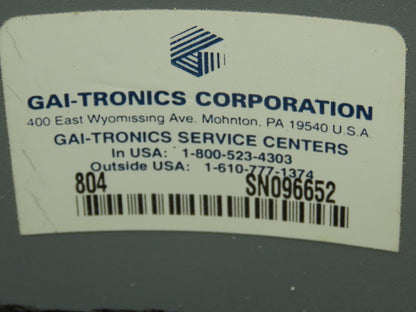 GAI-TRONICS CORPORATION
400 East Wyomissing Ave. Mohnton, PA 19540 U.S.A.
GAI-TRONICS SERVICE CENTERS
In USA: 1-800-523-4303
Outside USA: 1-610-777-1374
804 SN096652